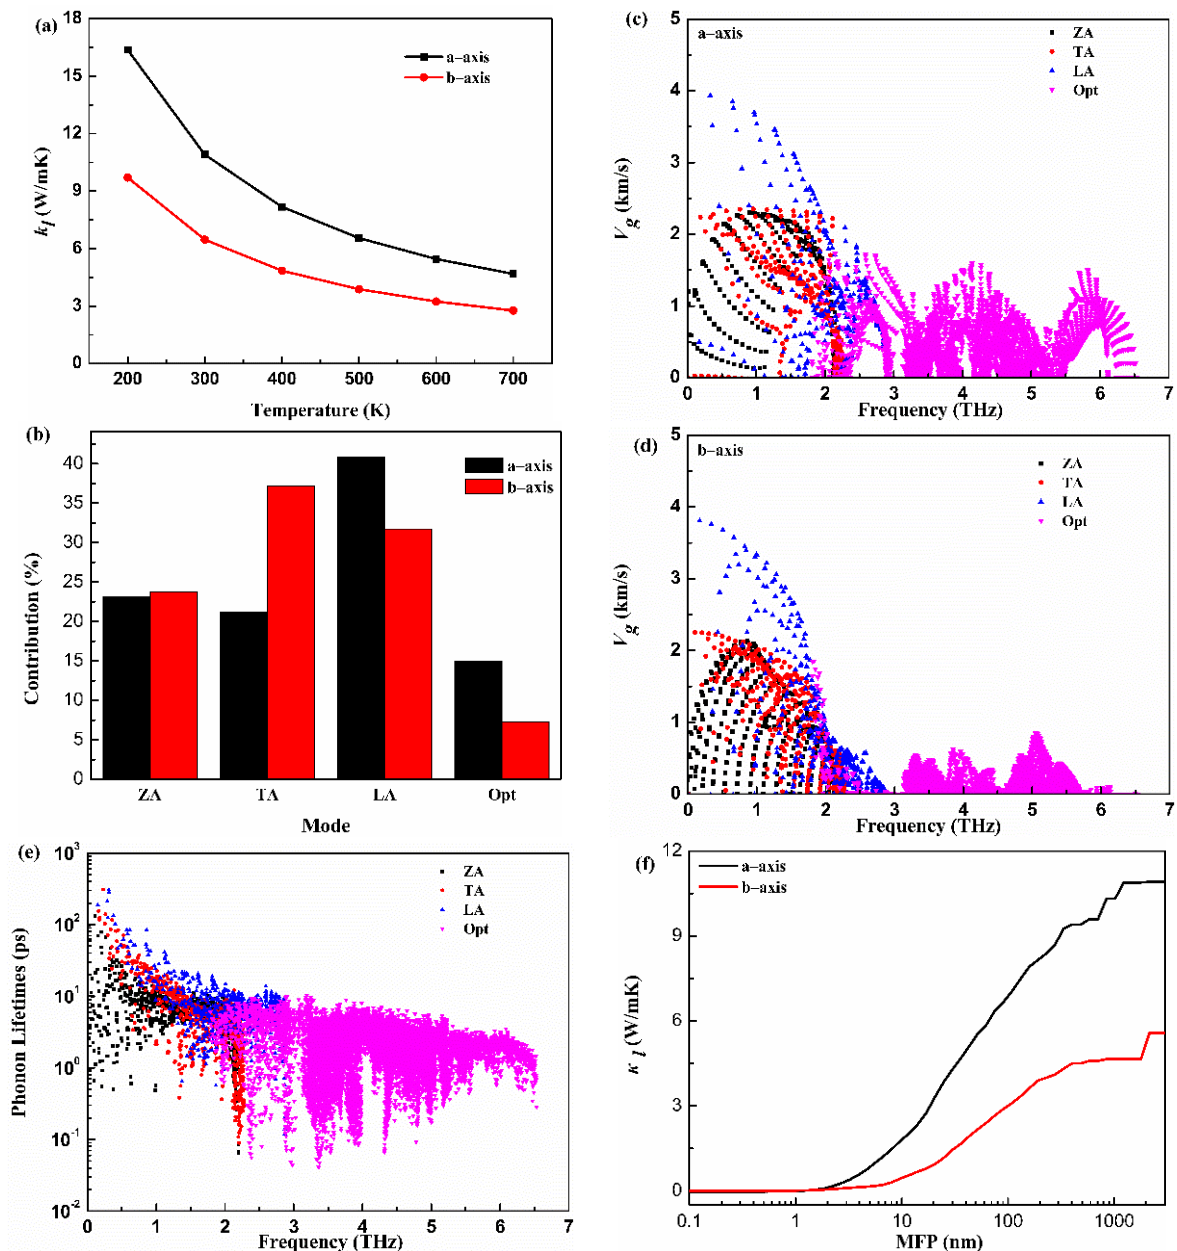 (a)
18
15
12
9
6
3
0
k_l (W/mK)
a–axis
b–axis
200 300 400 500 600 700
Temperature (K)
(c)
a–axis
5
4
3
2
1
0
V_g (km/s)
ZA
TA
LA
Opt
0 1 2 3 4 5 6 7
Frequency (THz)
(b)
40
35
30
25
20
15
10
5
0
Contribution (%)
a–axis
b–axis
ZA TA LA Opt
Mode
(d)
b–axis
5
4
3
2
1
0
V_g (km/s)
ZA
TA
LA
Opt
0 1 2 3 4 5 6 7
Frequency (THz)
(e)
10^3
10^2
10^1
10^0
10^-1
10^-2
Phonon Lifetimes (ps)
ZA
TA
LA
Opt
0 1 2 3 4 5 6 7
Frequency (THz)
(f)
12
9
6
3
0
κ_l (W/mK)
a–axis
b–axis
0.1 1 10 100 1000
MFP (nm)